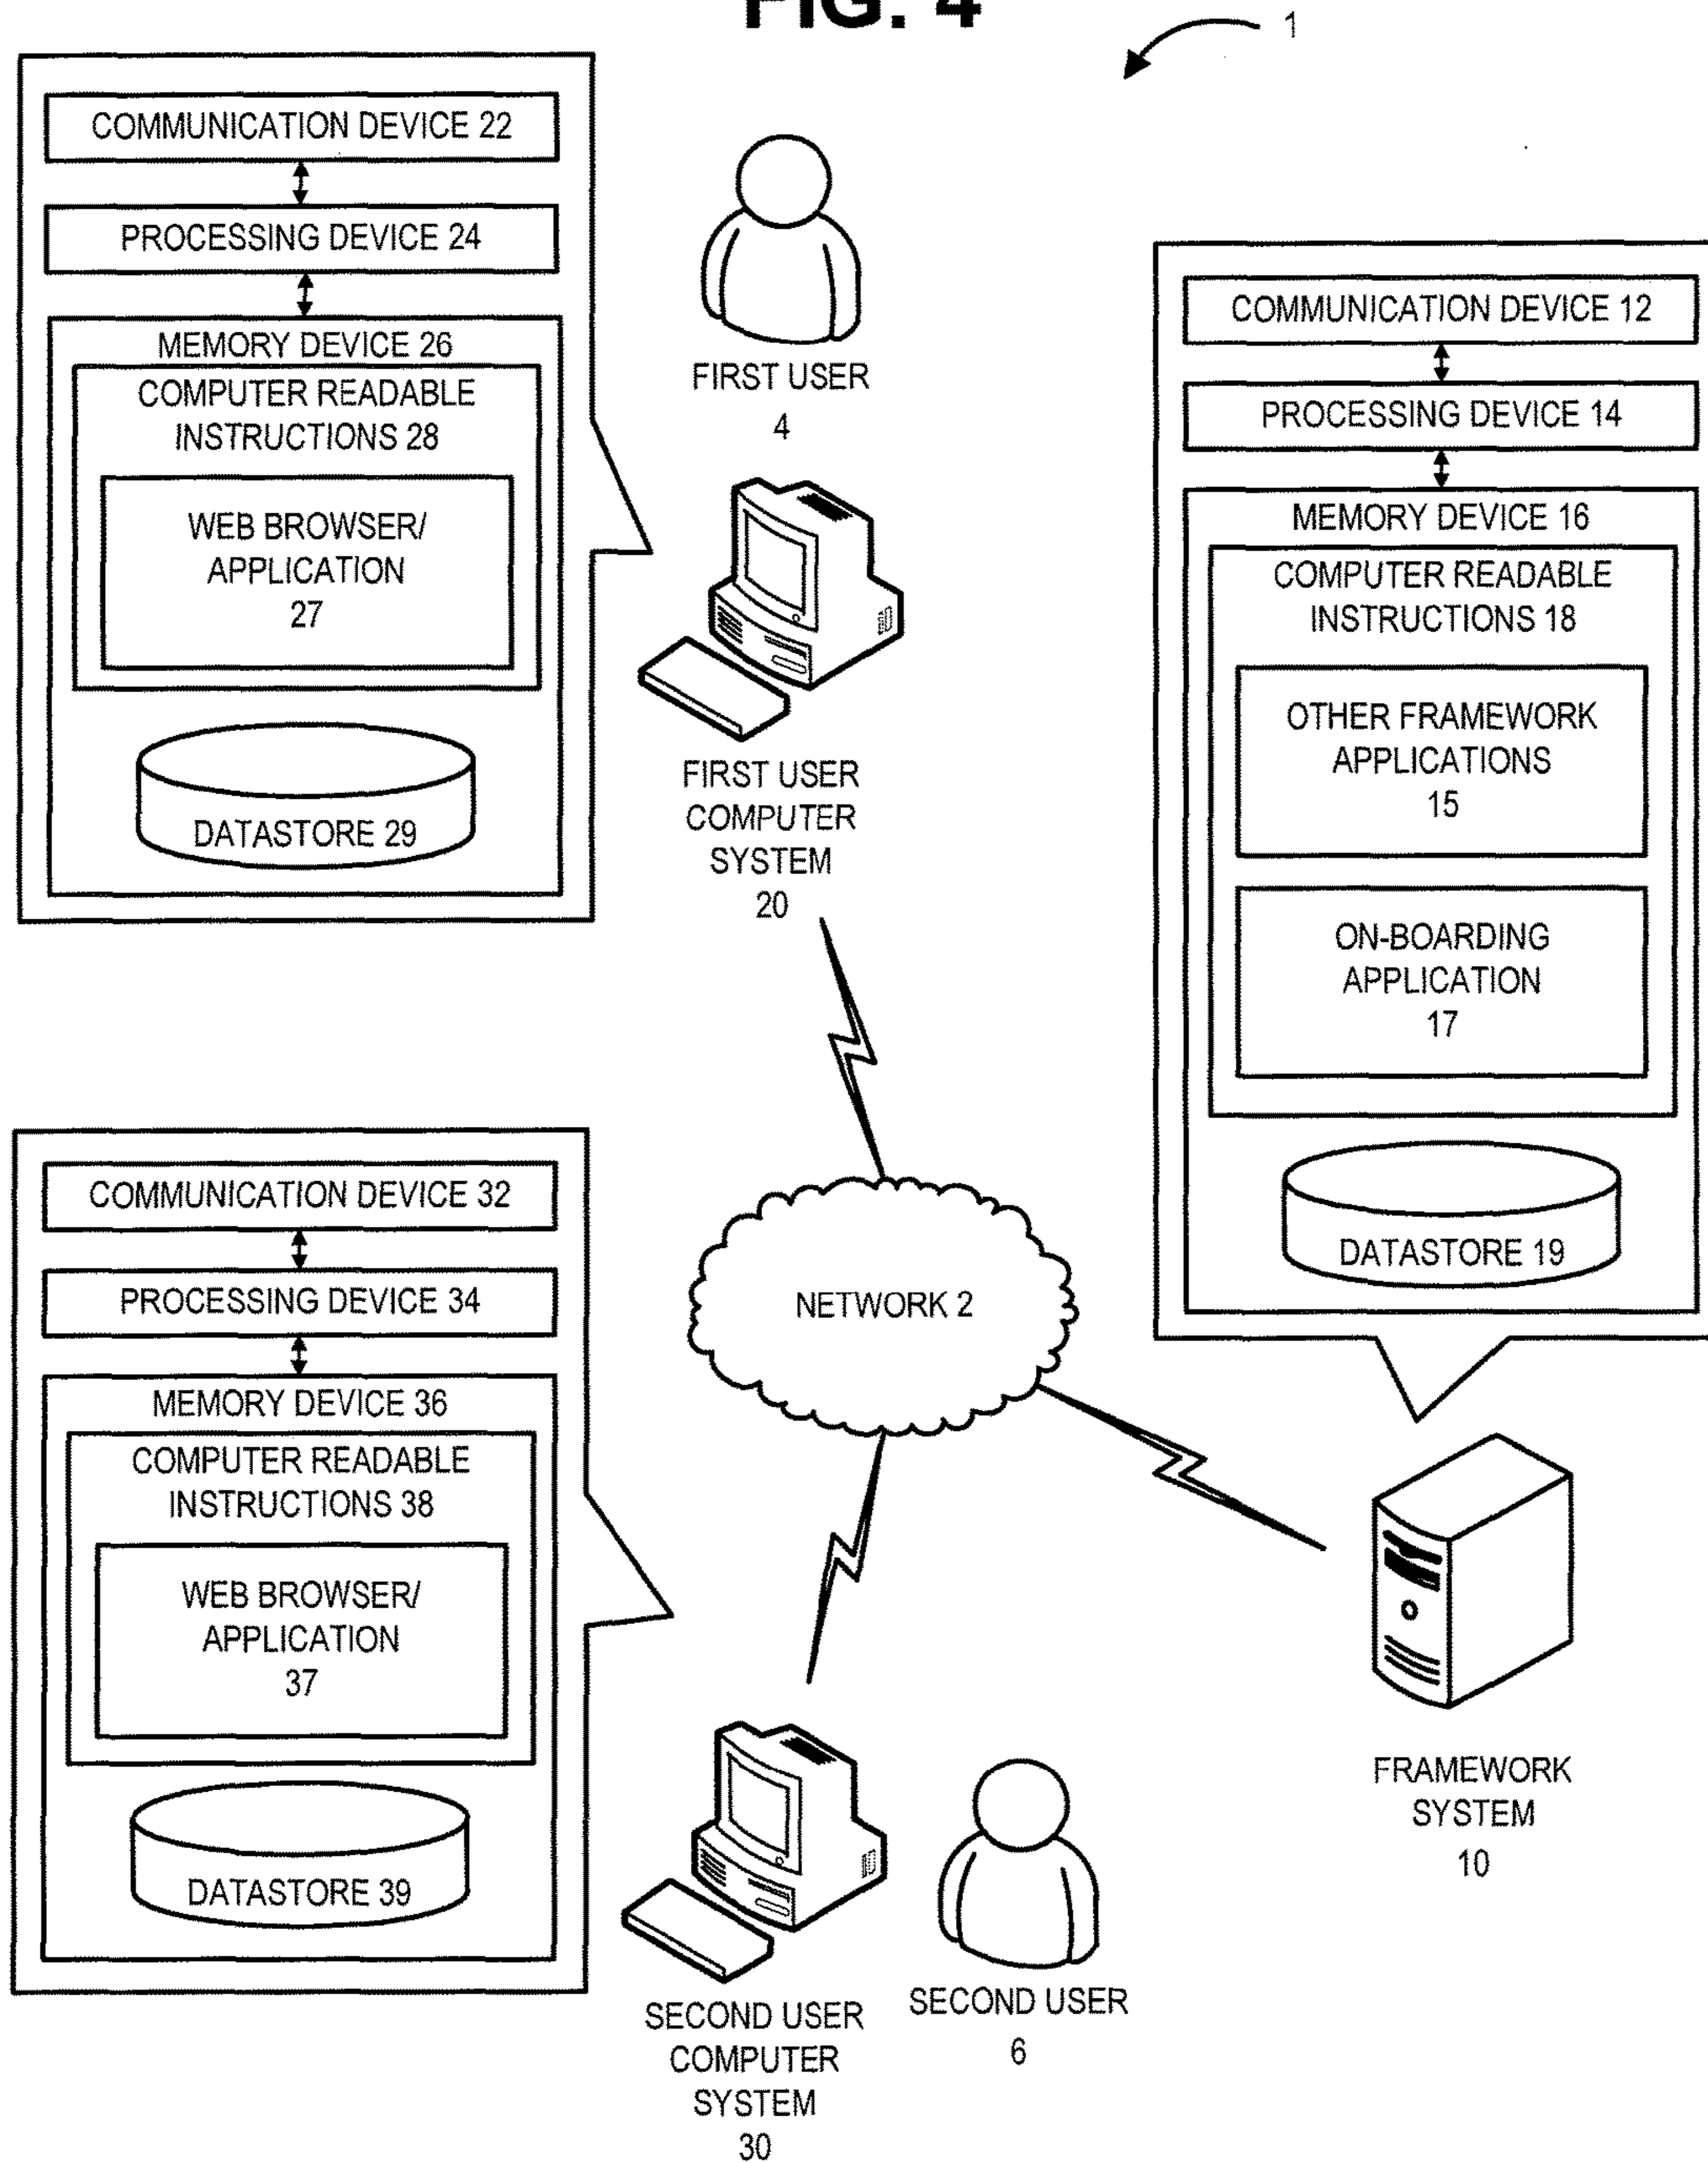 FIG. 4
1
COMMUNICATION DEVICE 22
PROCESSING DEVICE 24
MEMORY DEVICE 26
COMPUTER READABLE
INSTRUCTIONS 28
WEB BROWSER/
APPLICATION
27
DATASTORE 29
FIRST USER
4
FIRST USER
COMPUTER
SYSTEM
20
COMMUNICATION DEVICE 12
PROCESSING DEVICE 14
MEMORY DEVICE 16
COMPUTER READABLE
INSTRUCTIONS 18
OTHER FRAMEWORK
APPLICATIONS
15
ON-BOARDING
APPLICATION
17
DATASTORE 19
NETWORK 2
COMMUNICATION DEVICE 32
PROCESSING DEVICE 34
MEMORY DEVICE 36
COMPUTER READABLE
INSTRUCTIONS 38
WEB BROWSER/
APPLICATION
37
DATASTORE 39
SECOND USER
COMPUTER
SYSTEM
30
SECOND USER
6
FRAMEWORK
SYSTEM
10